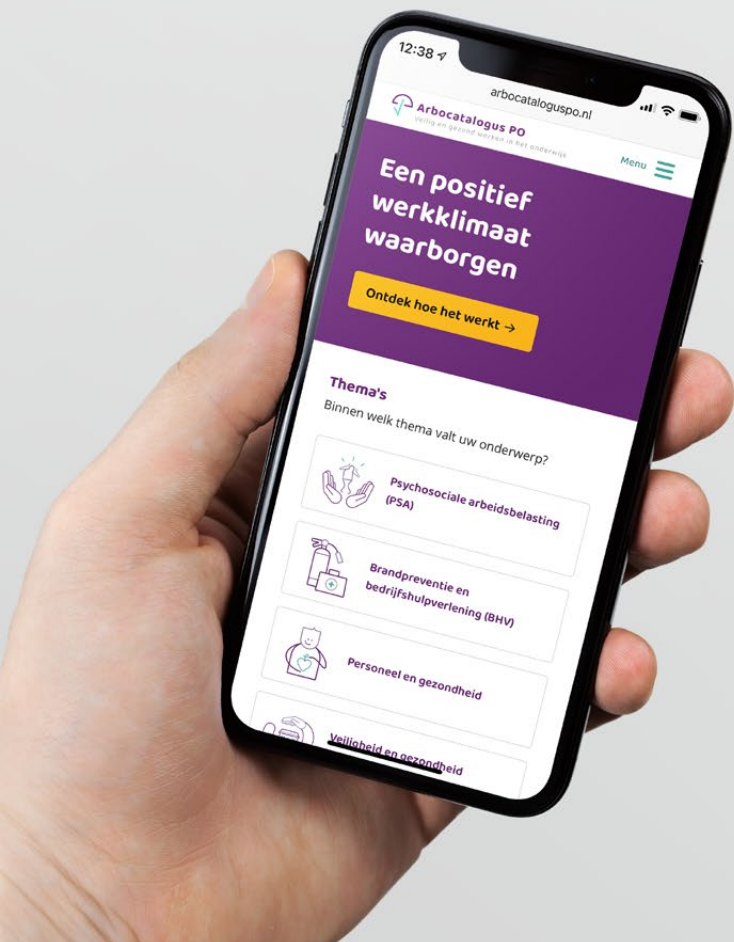 12:38
arbocataloguspo.nl
Arbocatalogus PO
Veilig en gezond werken in het onderwijs
Menu
Een positief
werkklimaat
waarborgen
Ontdek hoe het werkt →
Thema's
Binnen welk thema valt uw onderwerp?
Psychosociale arbeidsbelasting
(PSA)
Brandpreventie en
bedrijfshulpverlening (BHV)
Personeel en gezondheid
Veiligheid en gezondheid